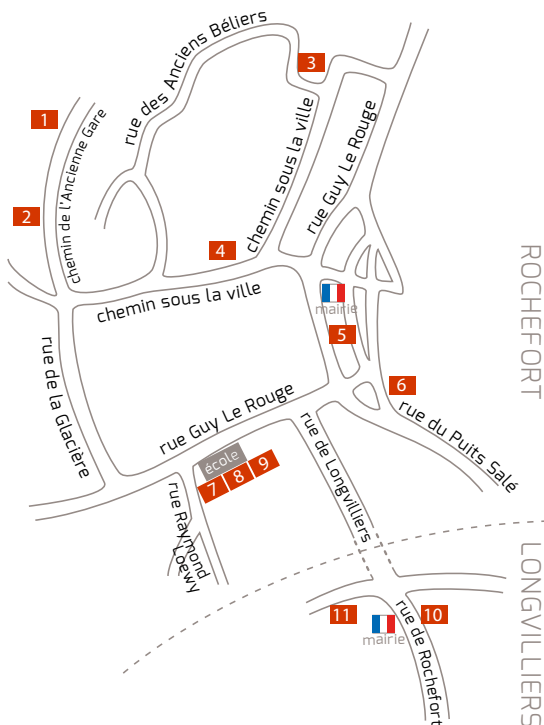 rue des Anciens Béliers
3
1
chemin de l'Ancienne Gare
chemin sous la ville
rue Guy Le Rouge
2
4
chemin sous la ville
mairie
5
ROCHEFORT
rue de la Glacière
6
rue du Puits Salé
rue Guy Le Rouge
école
7
8
9
rue de Longvilliers
rue Raymond
Loewy
LONGVILLIERS
11
mairie
10
rue de Rochefort